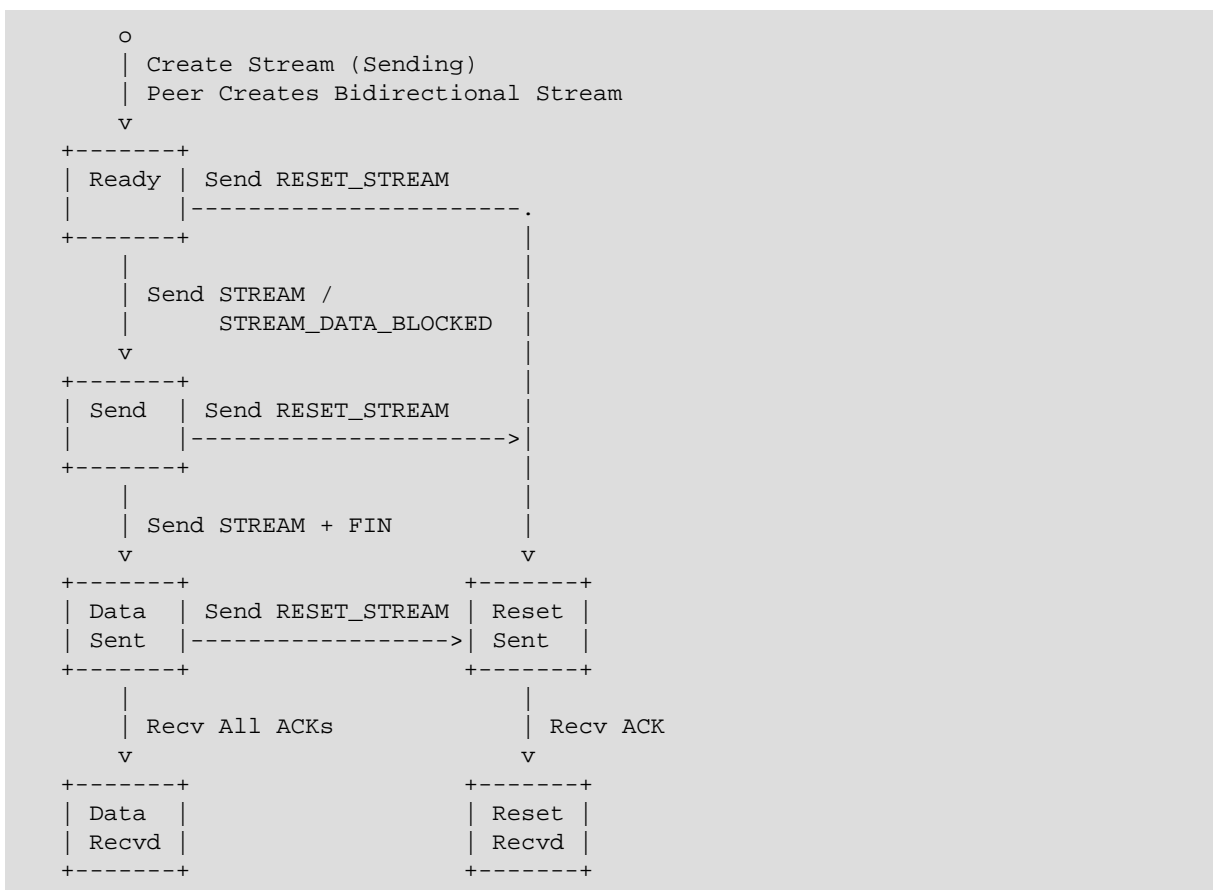 o
| Create Stream (Sending)
| Peer Creates Bidirectional Stream
v
+-------+
| Ready | Send RESET_STREAM
|       |-----------------------.
+-------+                       |
|                       |
| Send STREAM /         |
|      STREAM_DATA_BLOCKED  |
v                       |
+-------+                       |
| Send  | Send RESET_STREAM     |
|       |---------------------->|
+-------+                       |
|                       |
| Send STREAM + FIN     |
v                       v
+-------+                   +-------+
| Data  | Send RESET_STREAM | Reset |
| Sent  |------------------>| Sent  |
+-------+                   +-------+
|                       |
| Recv All ACKs         | Recv ACK
v                       v
+-------+                   +-------+
| Data  |                   | Reset |
| Recvd |                   | Recvd |
+-------+                   +-------+